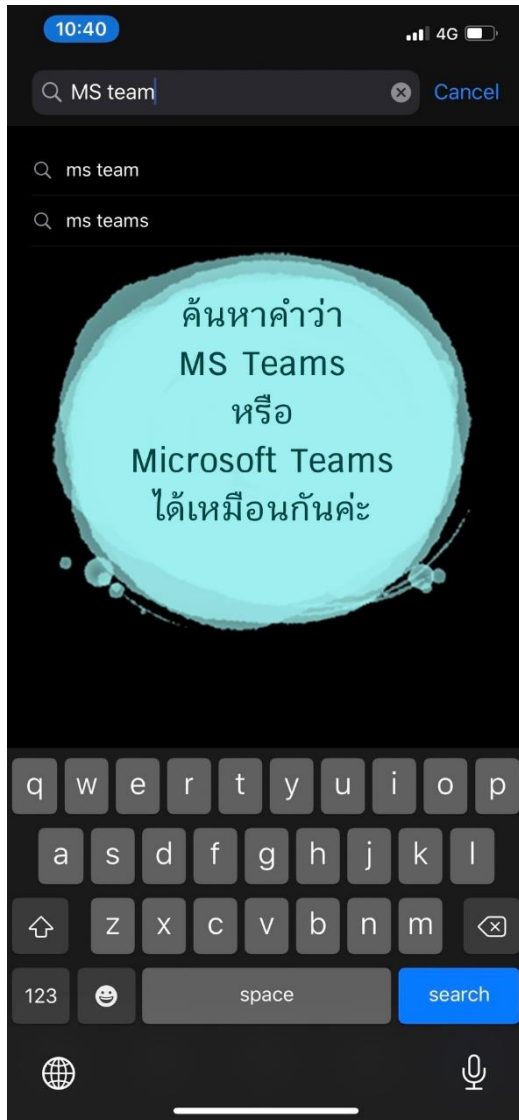 10:40
4G
MS team
Cancel
ms team
ms teams
ค้นหาคำว่า
MS Teams
หรือ
Microsoft Teams
ได้เหมือนกันค่ะ
q w e r t y u i o p
a s d f g h j k l
z x c v b n m
123 space search